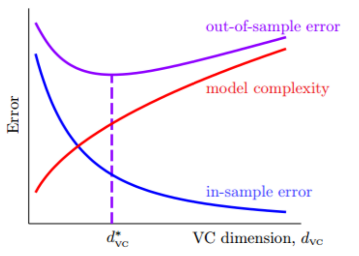 out-of-sample error
model complexity
Error
in-sample error
d*VC
VC dimension, dVC